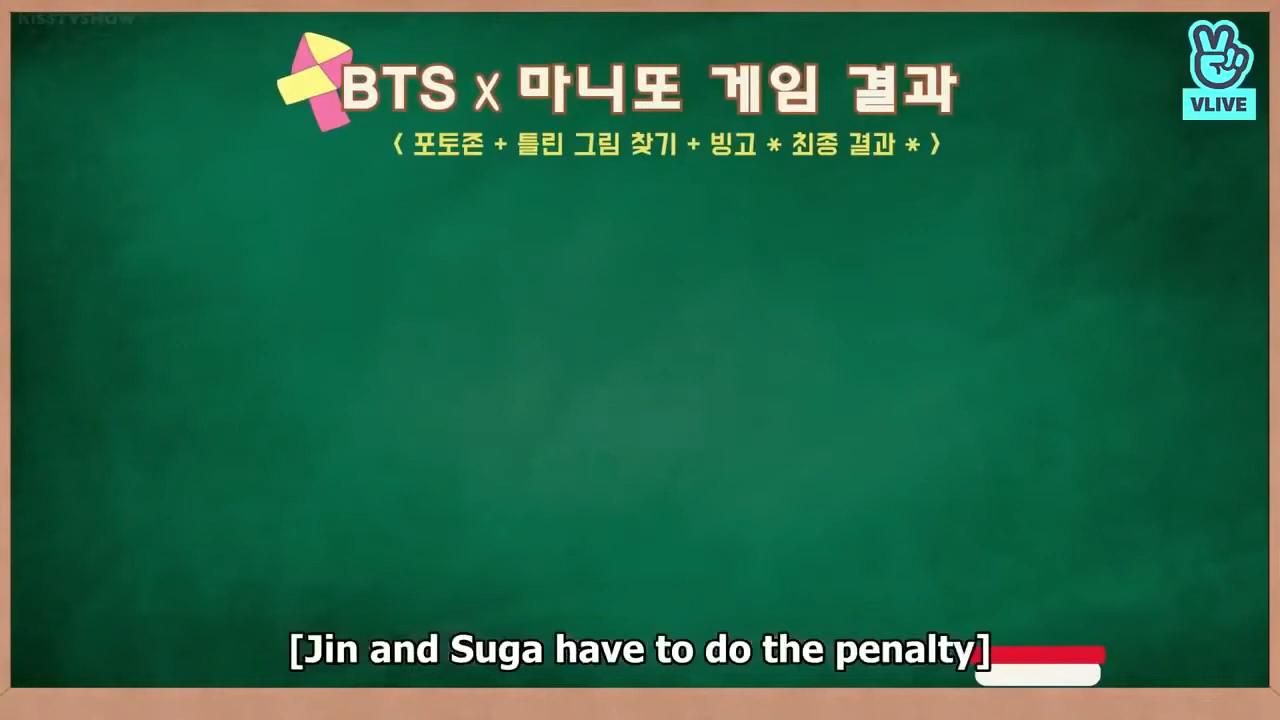 KISSTVSHOW
BTS x 마니또 게임 결과
< 포토존 + 틀린 그림 찾기 + 빙고 * 최종 결과 * >
VLIVE
[Jin and Suga have to do the penalty]